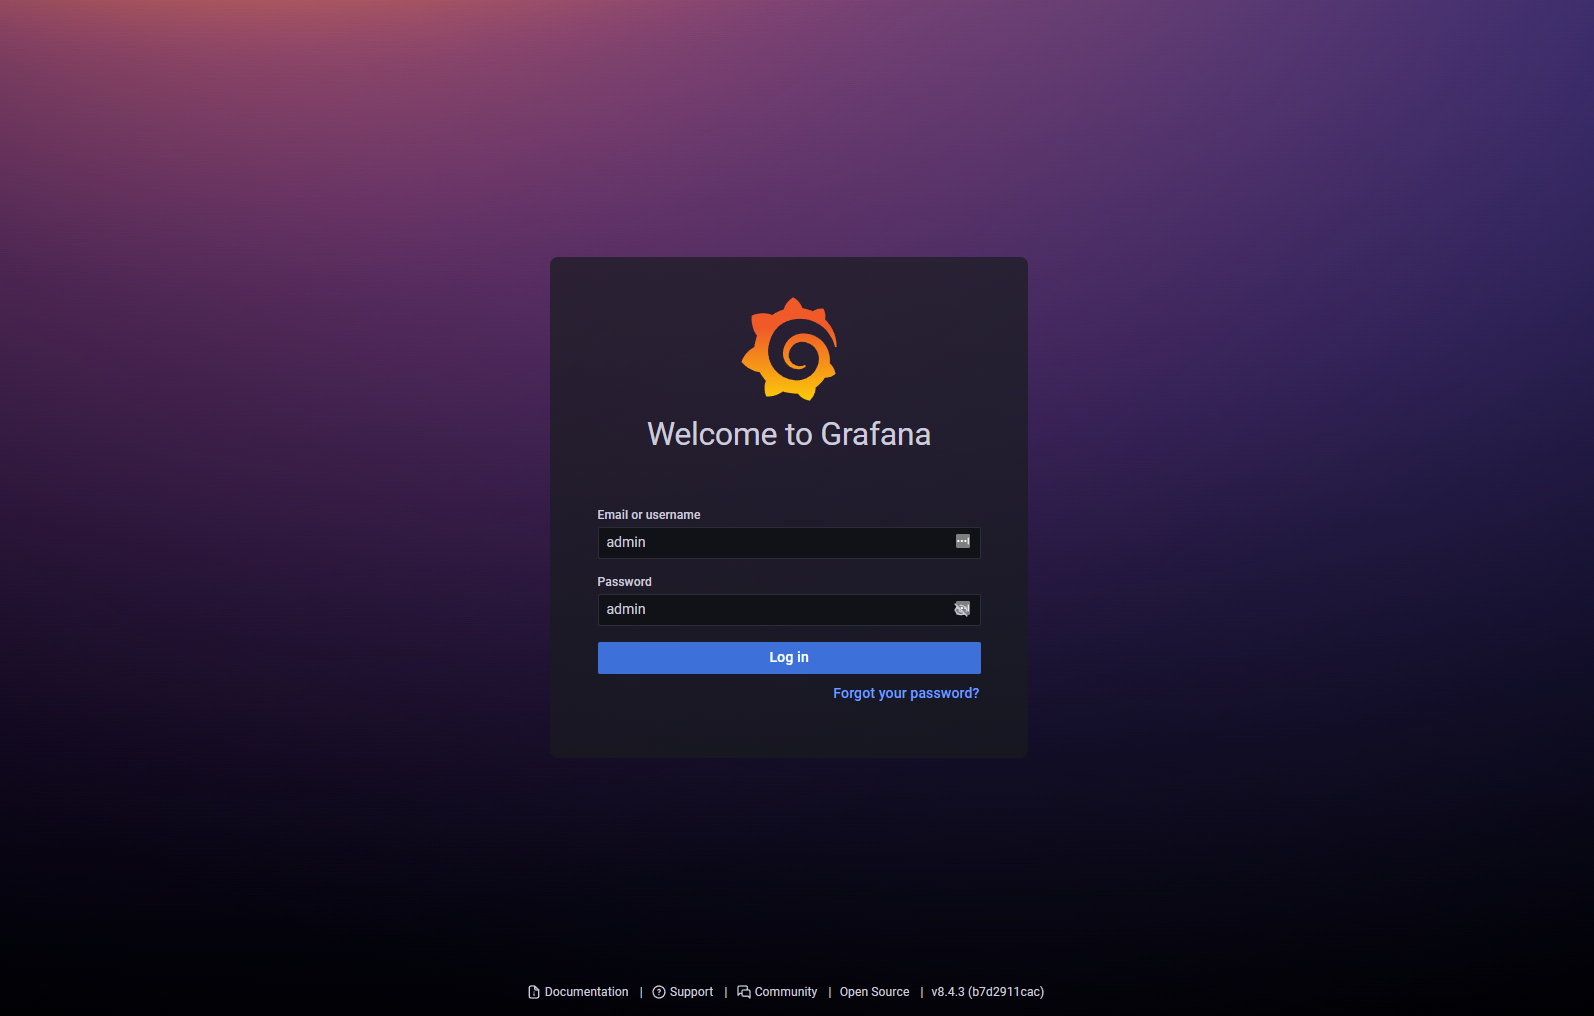 Welcome to Grafana
Email or username
admin
Password
admin
Log in
Forgot your password?
Documentation | Support | Community | Open Source | v8.4.3 (b7d2911cac)